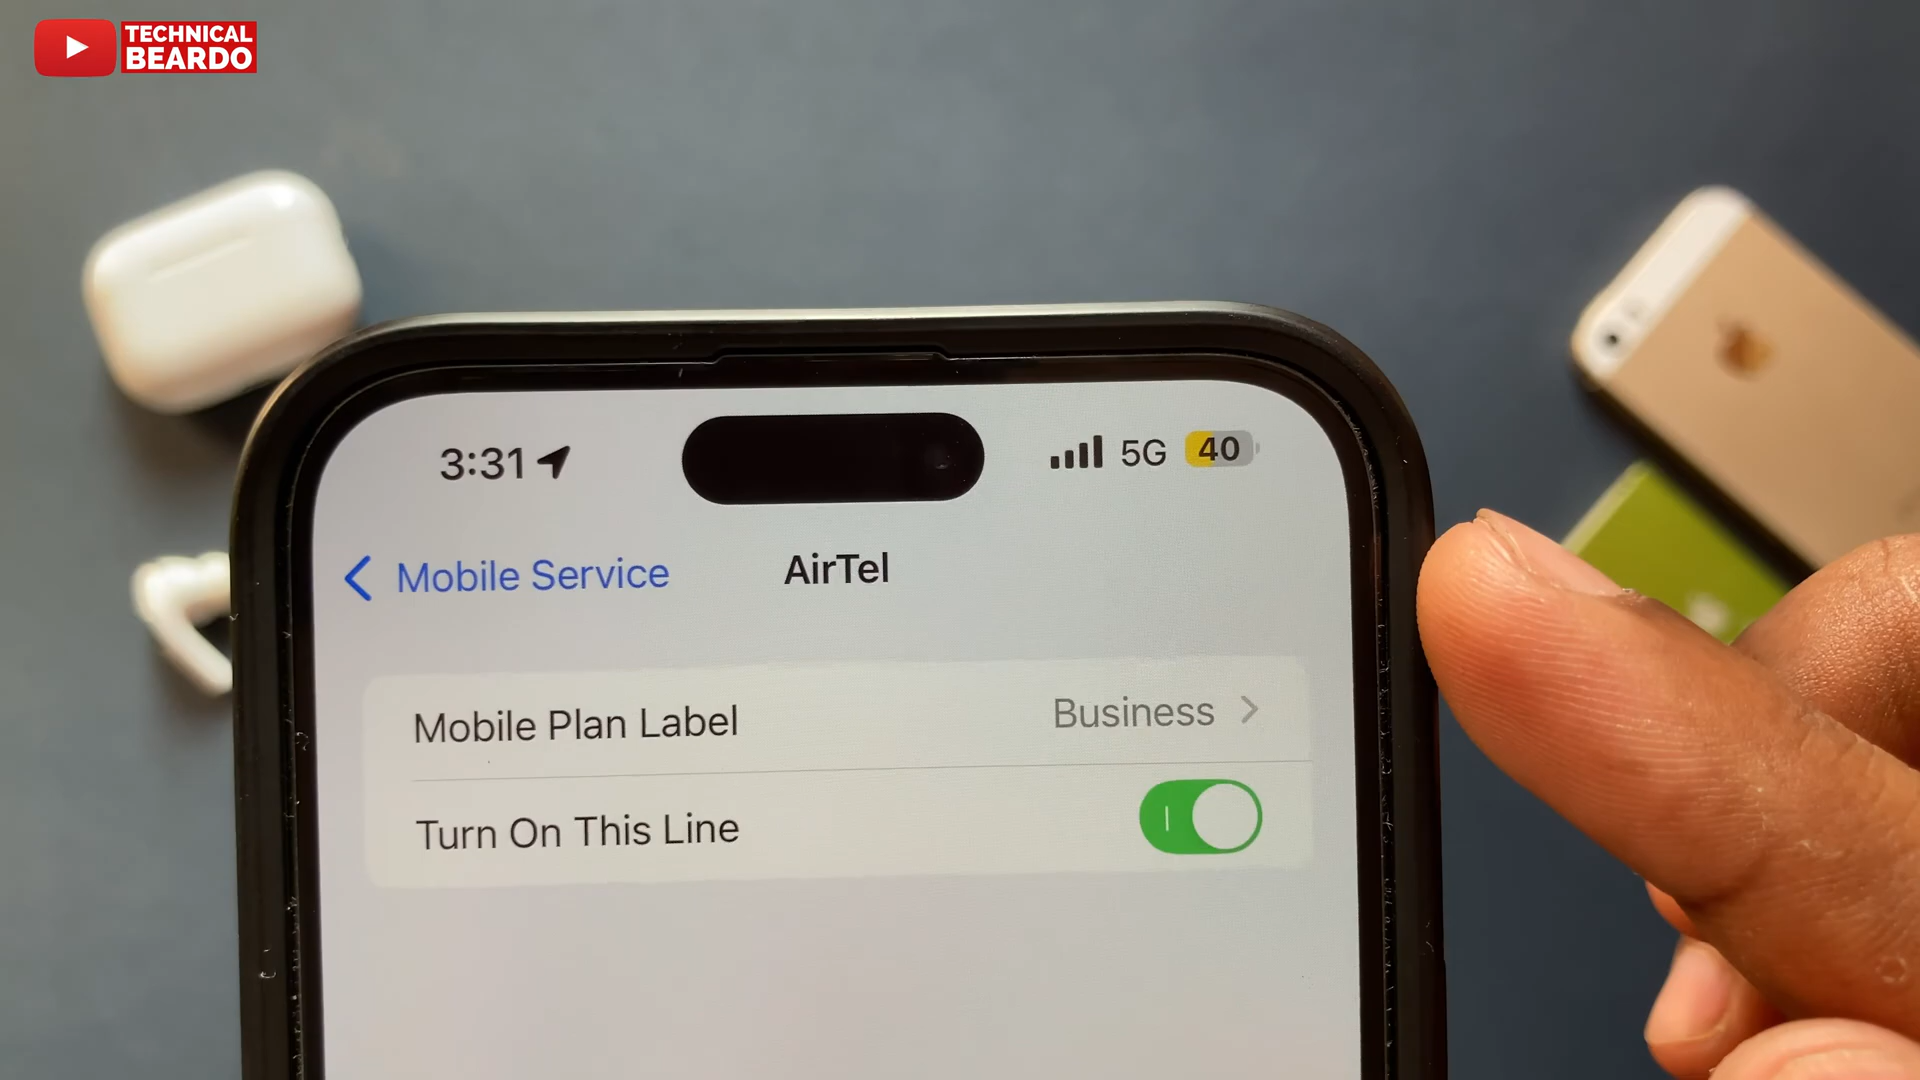 TECHNICAL
BEARDO
3:31
5G 40
Mobile Service
AirTel
Mobile Plan Label Business
Turn On This Line